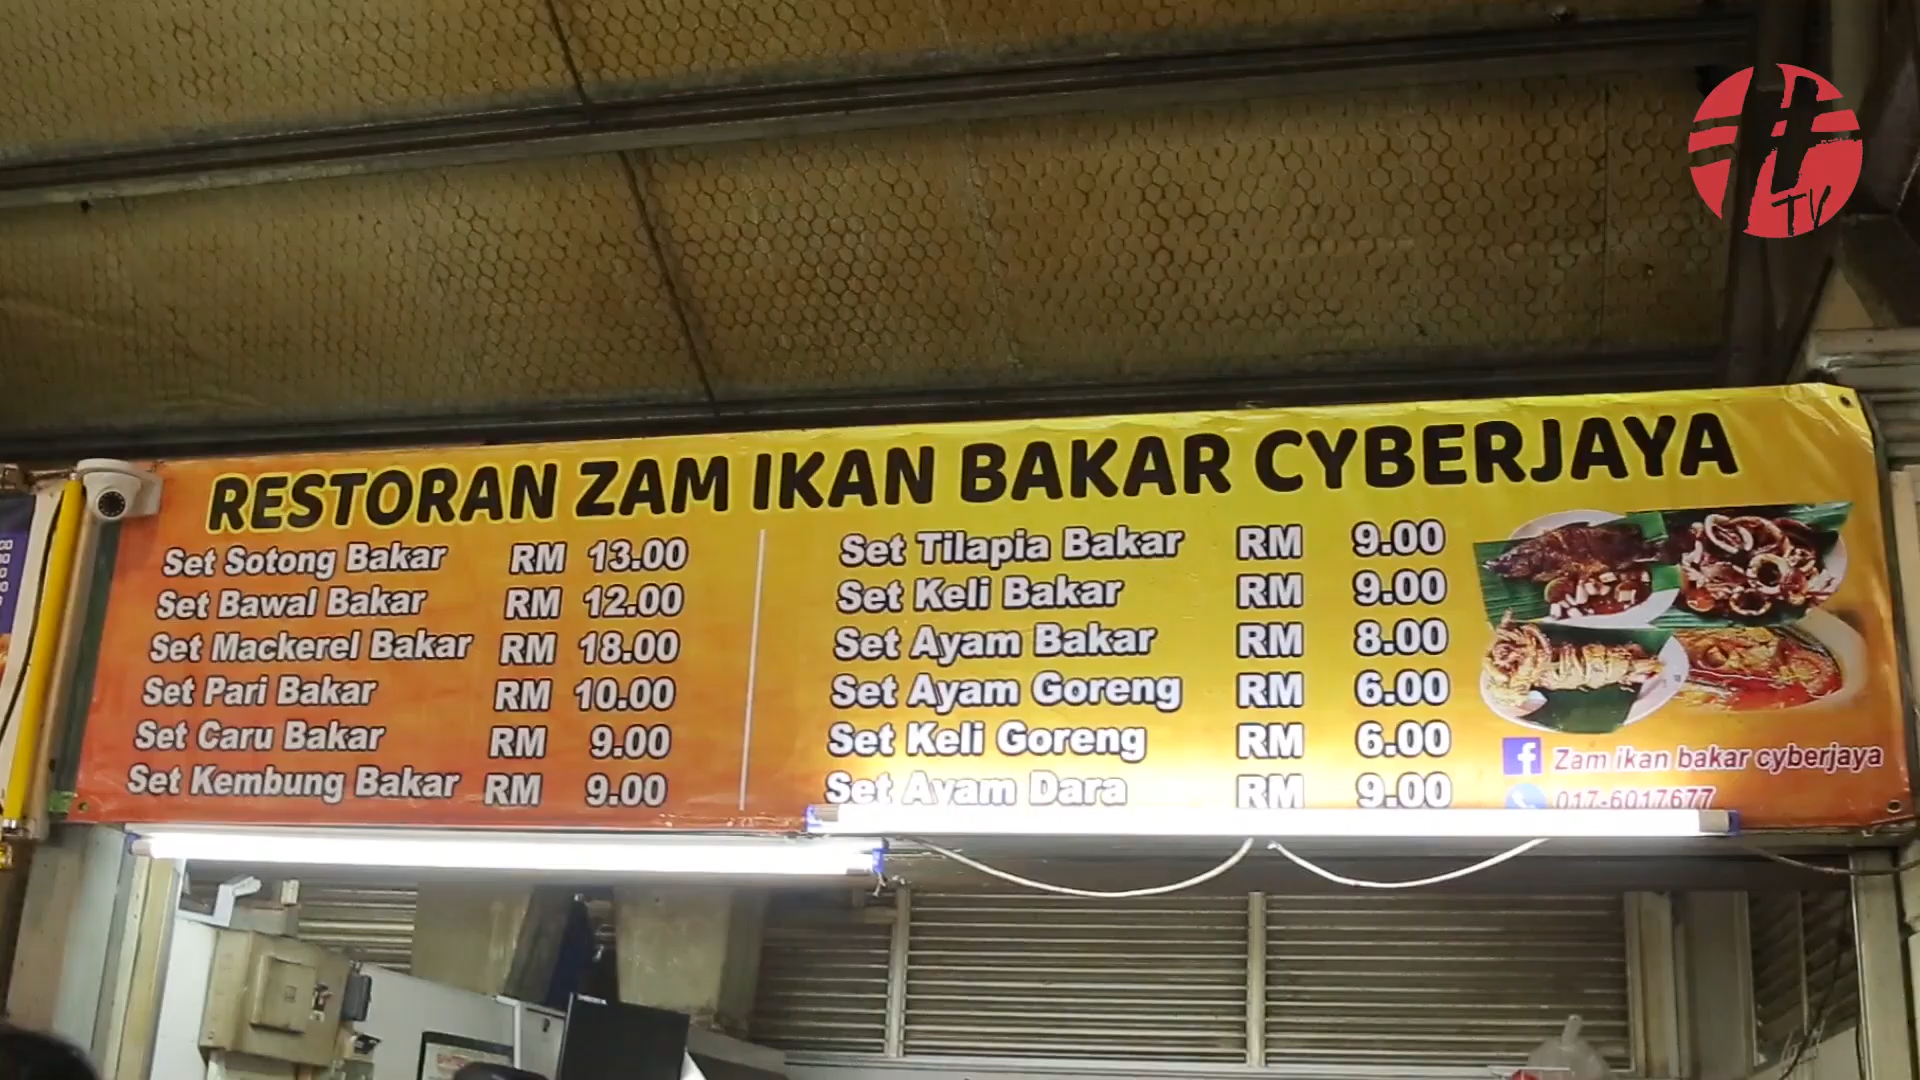 RESTORAN ZAM IKAN BAKAR CYBERJAYA
Set Sotong Bakar RM 13.00
Set Bawal Bakar RM 12.00
Set Mackerel Bakar RM 18.00
Set Pari Bakar RM 10.00
Set Caru Bakar RM 9.00
Set Kembung Bakar RM 9.00
Set Tilapia Bakar RM 9.00
Set Keli Bakar RM 9.00
Set Ayam Bakar RM 8.00
Set Ayam Goreng RM 6.00
Set Keli Goreng RM 6.00
Set Ayam Dara RM 9.00
Zam ikan bakar cyberjaya
017-6017677
TV